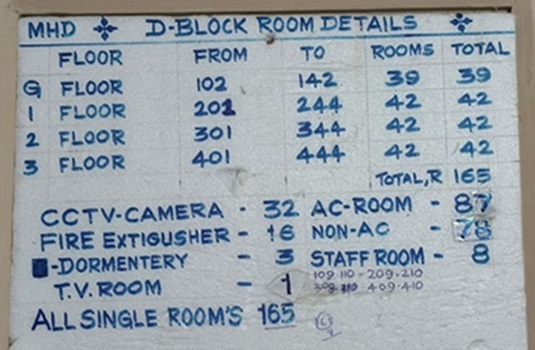 MHD D-BLOCK ROOM DETAILS
FLOOR FROM TO ROOMS TOTAL
G FLOOR 102 142 39 39
1 FLOOR 201 244 42 42
2 FLOOR 301 344 42 42
3 FLOOR 401 444 42 42
TOTAL,R 165
CCTV-CAMERA - 32 AC-ROOM - 87
FIRE EXTIGUSHER - 16 NON-AC - 78
-DORMENTERY - 3 STAFF ROOM - 8
109 110 - 209.210
T.V. ROOM - 1 309 310 409.410
ALL SINGLE ROOM'S 165